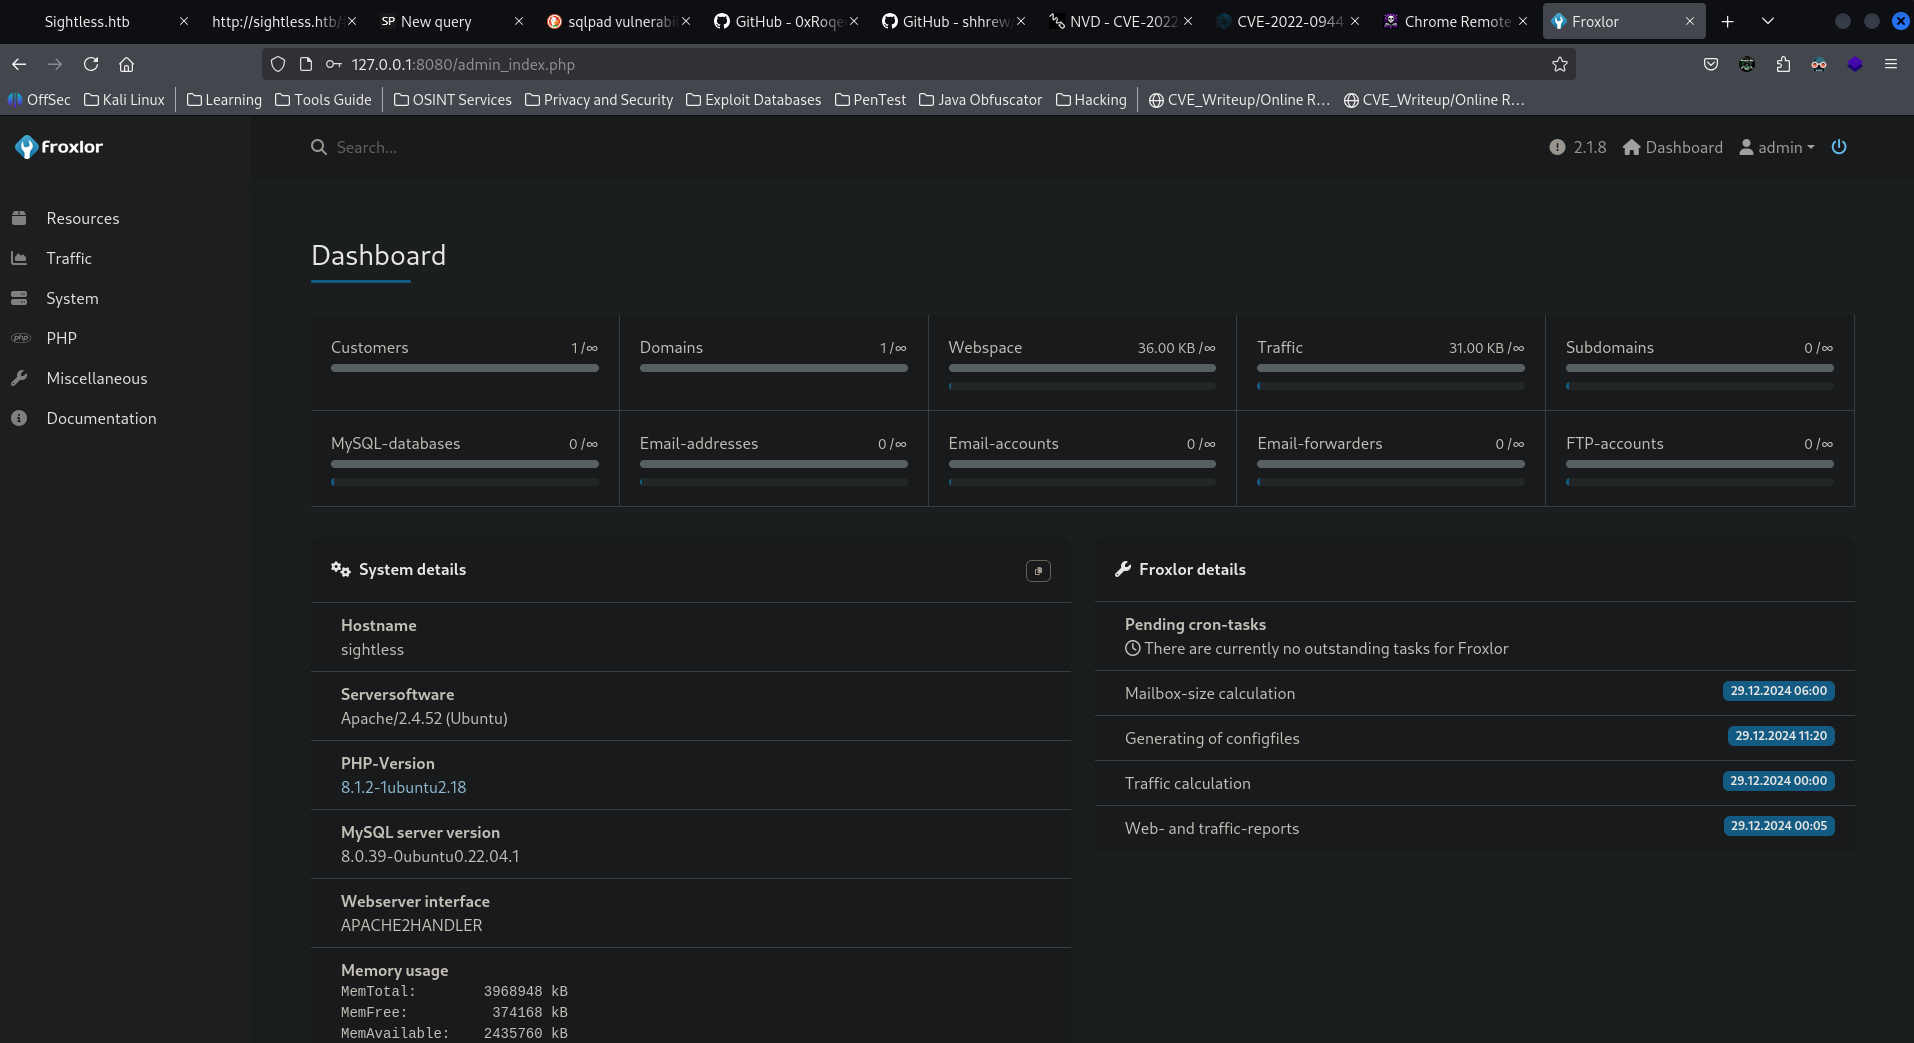 Sightless.htb
http://sightless.htb/
SP New query
sqlpad vulnerabil
GitHub - 0xRoqe
GitHub - shhrew
NVD - CVE-2022
CVE-2022-0944
Chrome Remote
Froxlor
127.0.0.1:8080/admin_index.php
OffSec
Kali Linux
Learning
Tools Guide
OSINT Services
Privacy and Security
Exploit Databases
PenTest
Java Obfuscator
Hacking
CVE_Writeup/Online R...
CVE_Writeup/Online R...
froxlor
Search...
2.1.8
Dashboard
admin
Resources
Traffic
System
php PHP
Miscellaneous
Documentation
Dashboard
Customers 1 /∞
Domains 1 /∞
Webspace 36.00 KB /∞
Traffic 31.00 KB /∞
Subdomains 0 /∞
MySQL-databases 0 /∞
Email-addresses 0 /∞
Email-accounts 0 /∞
Email-forwarders 0 /∞
FTP-accounts 0 /∞
System details
Hostname
sightless
Serversoftware
Apache/2.4.52 (Ubuntu)
PHP-Version
8.1.2-1ubuntu2.18
MySQL server version
8.0.39-0ubuntu0.22.04.1
Webserver interface
APACHE2HANDLER
Memory usage
MemTotal: 3968948 kB
MemFree: 374168 kB
MemAvailable: 2435760 kB
Froxlor details
Pending cron-tasks
There are currently no outstanding tasks for Froxlor
Mailbox-size calculation 29.12.2024 06:00
Generating of configfiles 29.12.2024 11:20
Traffic calculation 29.12.2024 00:00
Web- and traffic-reports 29.12.2024 00:05